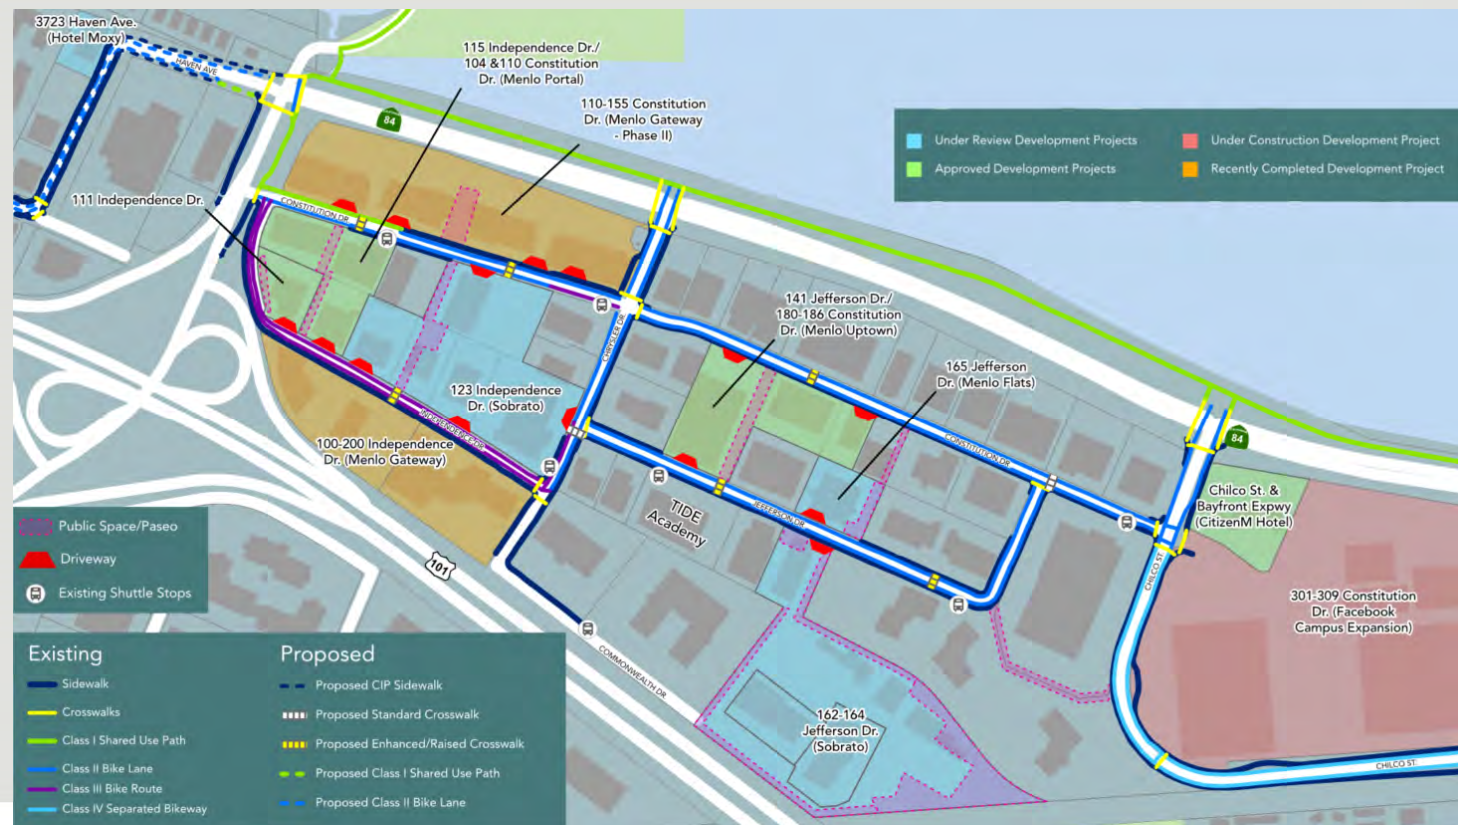 3723 Haven Ave.
(Hotel Moxy)
HAVEN AVE
115 Independence Dr./
104 &110 Constitution
Dr. (Menlo Portal)
110-155 Constitution
Dr. (Menlo Gateway
- Phase II)
84
Under Review Development Projects
Under Construction Development Project
Approved Development Projects
Recently Completed Development Project
111 Independence Dr.
CONSTITUTION DR
141 Jefferson Dr./
180-186 Constitution
Dr. (Menlo Uptown)
CHRYSLER DR.
165 Jefferson
Dr. (Menlo Flats)
123 Independence
Dr. (Sobrato)
INDEPENDENCE DR
100-200 Independence
Dr. (Menlo Gateway)
CONSTITUTION DR
84
Chilco St. &
Bayfront Expwy
(CitizenM Hotel)
TIDE
Academy
JEFFERSON DR
101
CHILCO ST.
301-309 Constitution
Dr. (Facebook
Campus Expansion)
COMMONWEALTH DR
162-164
Jefferson Dr.
(Sobrato)
CHILCO ST.
Public Space/Paseo
Driveway
Existing Shuttle Stops
Existing
Sidewalk
Crosswalks
Class I Shared Use Path
Class II Bike Lane
Class III Bike Route
Class IV Separated Bikeway
Proposed
Proposed CIP Sidewalk
Proposed Standard Crosswalk
Proposed Enhanced/Raised Crosswalk
Proposed Class I Shared Use Path
Proposed Class II Bike Lane